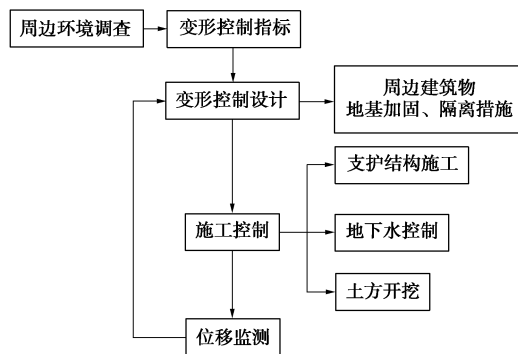 周边环境调查
变形控制指标
变形控制设计
周边建筑物
地基加固、隔离措施
支护结构施工
施工控制
地下水控制
土方开挖
位移监测